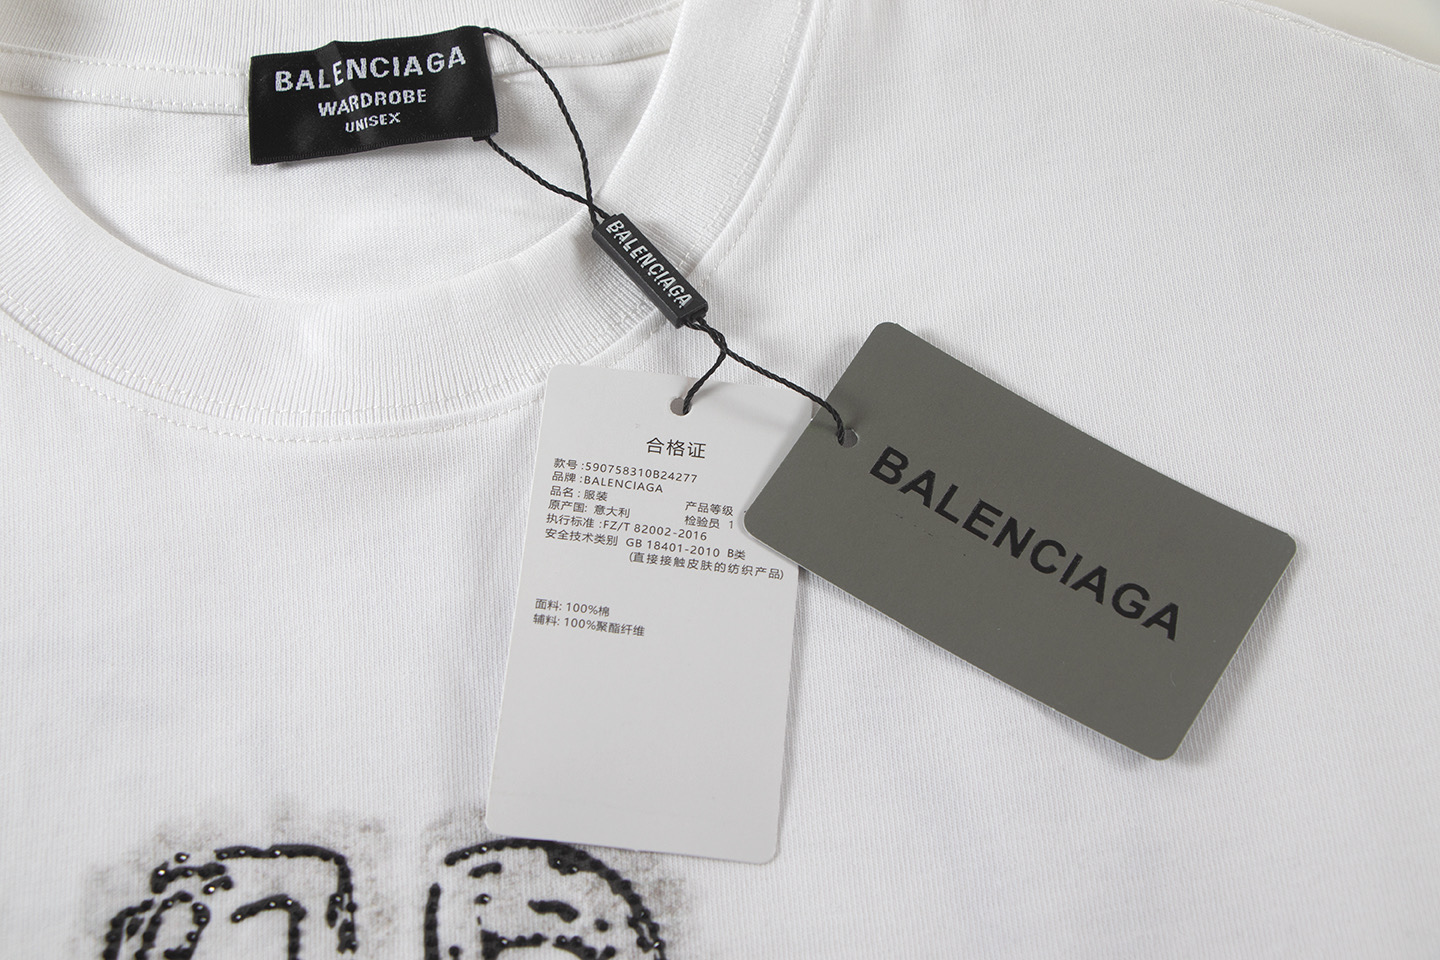 BALENCIAGA
WARDROBE
UNISEX
BALENCIAGA
合格证
款号:590758310B24277
品牌:BALENCIAGA
品名:服装 产品等级
原产国: 意大利 检验员 1
执行标准:FZ/T 82002-2016
安全技术类别 GB 18401-2010 B类
(直接接触皮肤的纺织产品)
面料: 100%棉
辅料: 100%聚酯纤维
BALENCIAGA